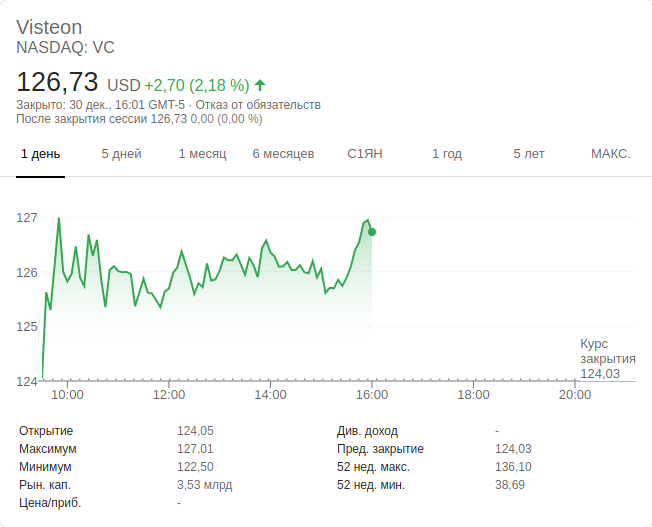 Visteon
NASDAQ: VC
126,73 USD +2,70 (2,18 %)
Закрыто: 30 дек., 16:01 GMT-5 · Отказ от обязательств
После закрытия сессии 126,73 0,00 (0,00 %)
1 день 5 дней 1 месяц 6 месяцев С1ЯН 1 год 5 лет МАКС.
127
126
125
124
Курс
закрытия
124,03
10:00 12:00 14:00 16:00 18:00 20:00
Открытие 124,05 Див. доход -
Максимум 127,01 Пред. закрытие 124,03
Минимум 122,50 52 нед. макс. 136,10
Рын. кап. 3,53 млрд 52 нед. мин. 38,69
Цена/приб. -